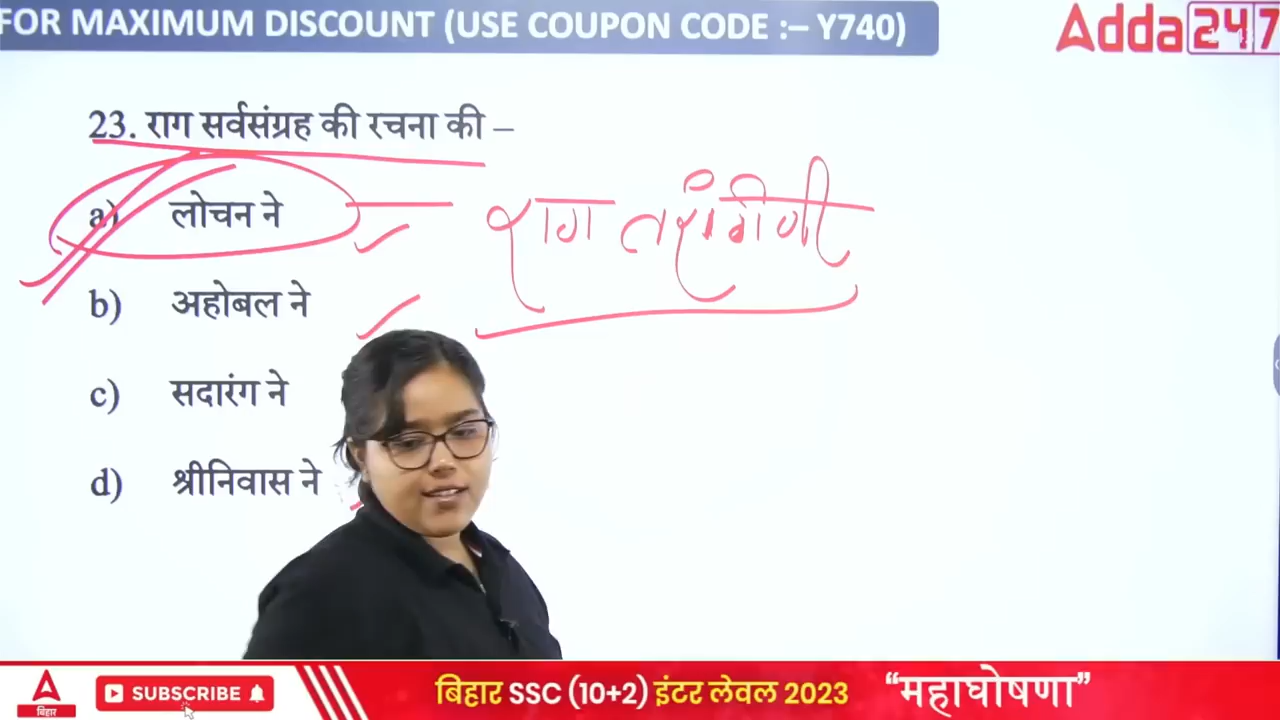 FOR MAXIMUM DISCOUNT (USE COUPON CODE :– Y740)
Adda247
23. राग सर्वसंग्रह की रचना की –
a) लोचन ने
राग तरंगिणी
b) अहोबल ने
c) सदारंग ने
d) श्रीनिवास ने
बिहार
SUBSCRIBE
बिहार SSC (10+2) इंटर लेवल 2023
“महाघोषणा”